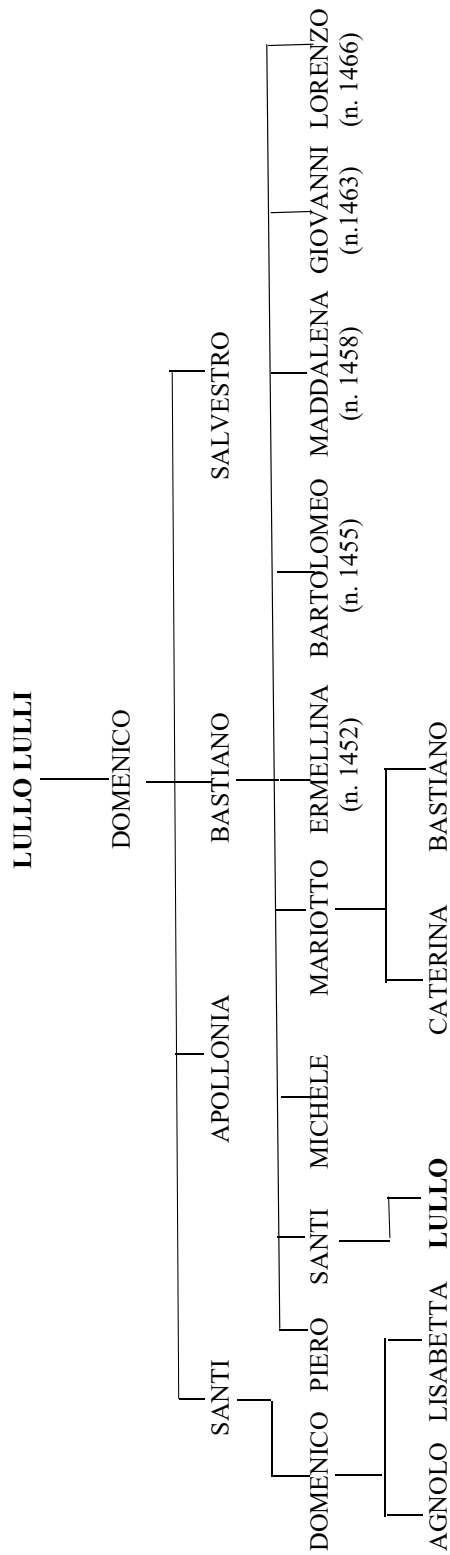 LULLO LULLI
DOMENICO
SANTI APOLLONIA BASTIANO SALVESTRO
DOMENICO PIERO SANTI MICHELE MARIOTTO ERMELLINA BARTOLOMEO MADDALENA GIOVANNI LORENZO
(n. 1452) (n. 1455) (n. 1458) (n.1463) (n. 1466)
AGNOLO LISABETTA LULLO CATERINA BASTIANO